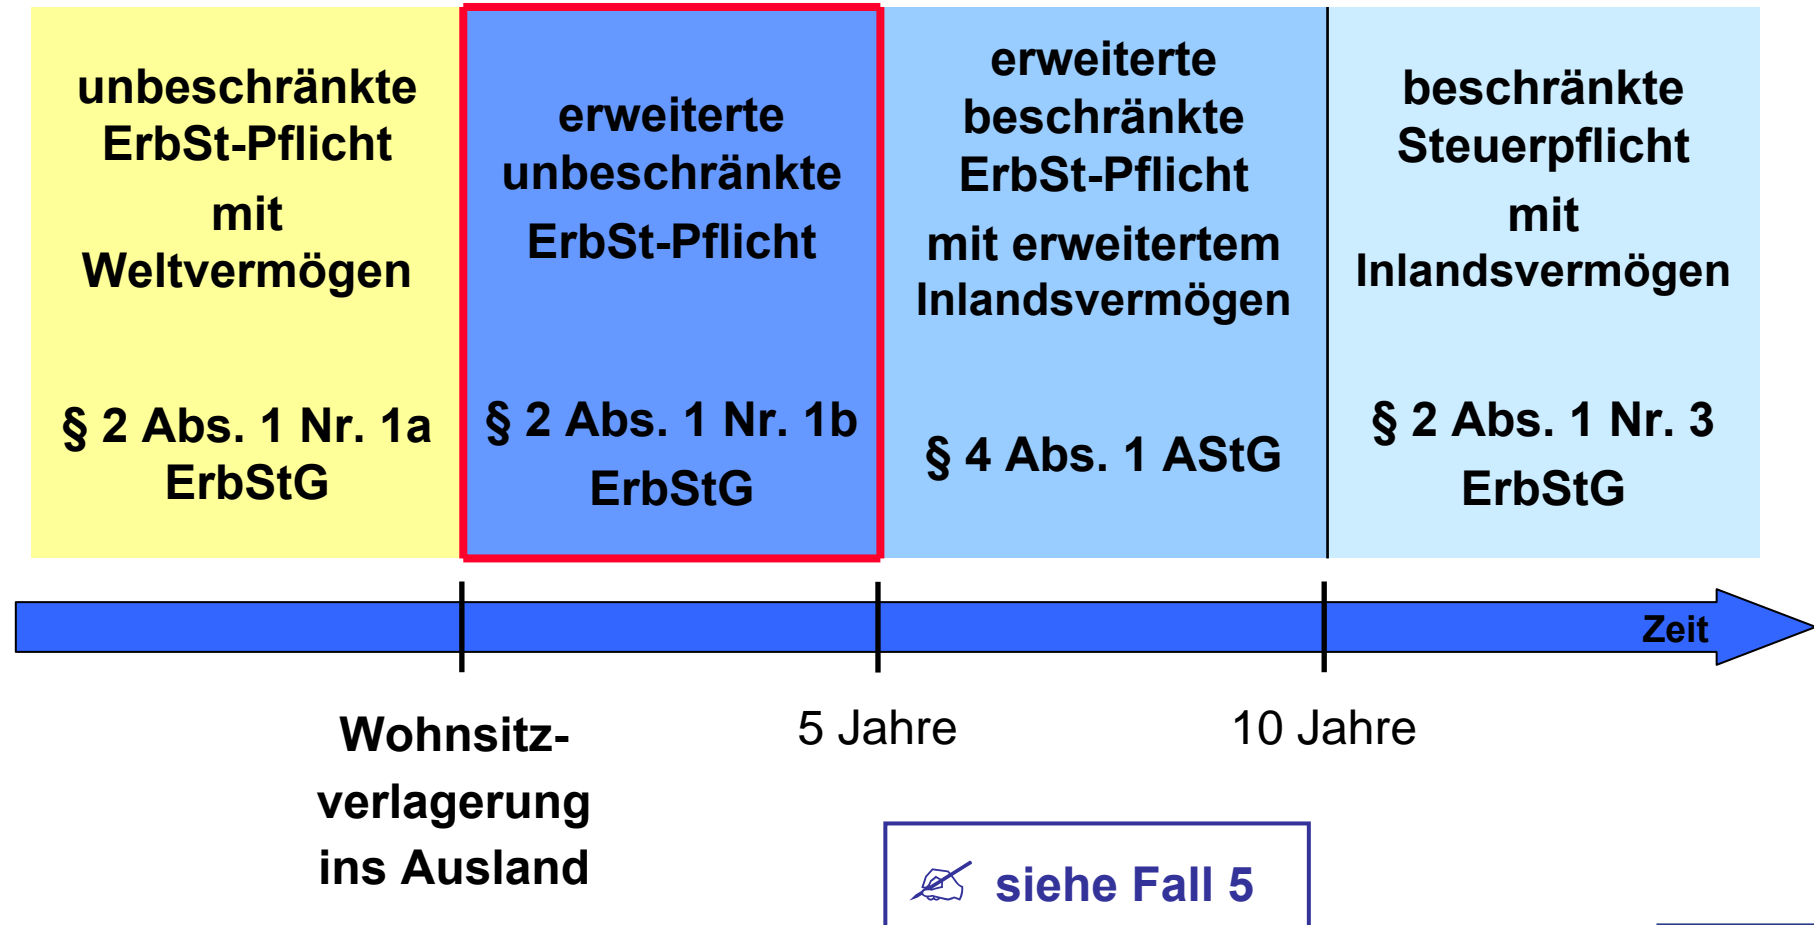 unbeschränkte
ErbSt-Pflicht
mit
Weltvermögen
§ 2 Abs. 1 Nr. 1a
ErbStG
erweiterte
unbeschränkte
ErbSt-Pflicht
§ 2 Abs. 1 Nr. 1b
ErbStG
erweiterte
beschränkte
ErbSt-Pflicht
mit erweitertem
Inlandsvermögen
§ 4 Abs. 1 AStG
beschränkte
Steuerpflicht
mit
Inlandsvermögen
§ 2 Abs. 1 Nr. 3
ErbStG
Zeit
Wohnsitz-
verlagerung
ins Ausland
5 Jahre
10 Jahre
siehe Fall 5